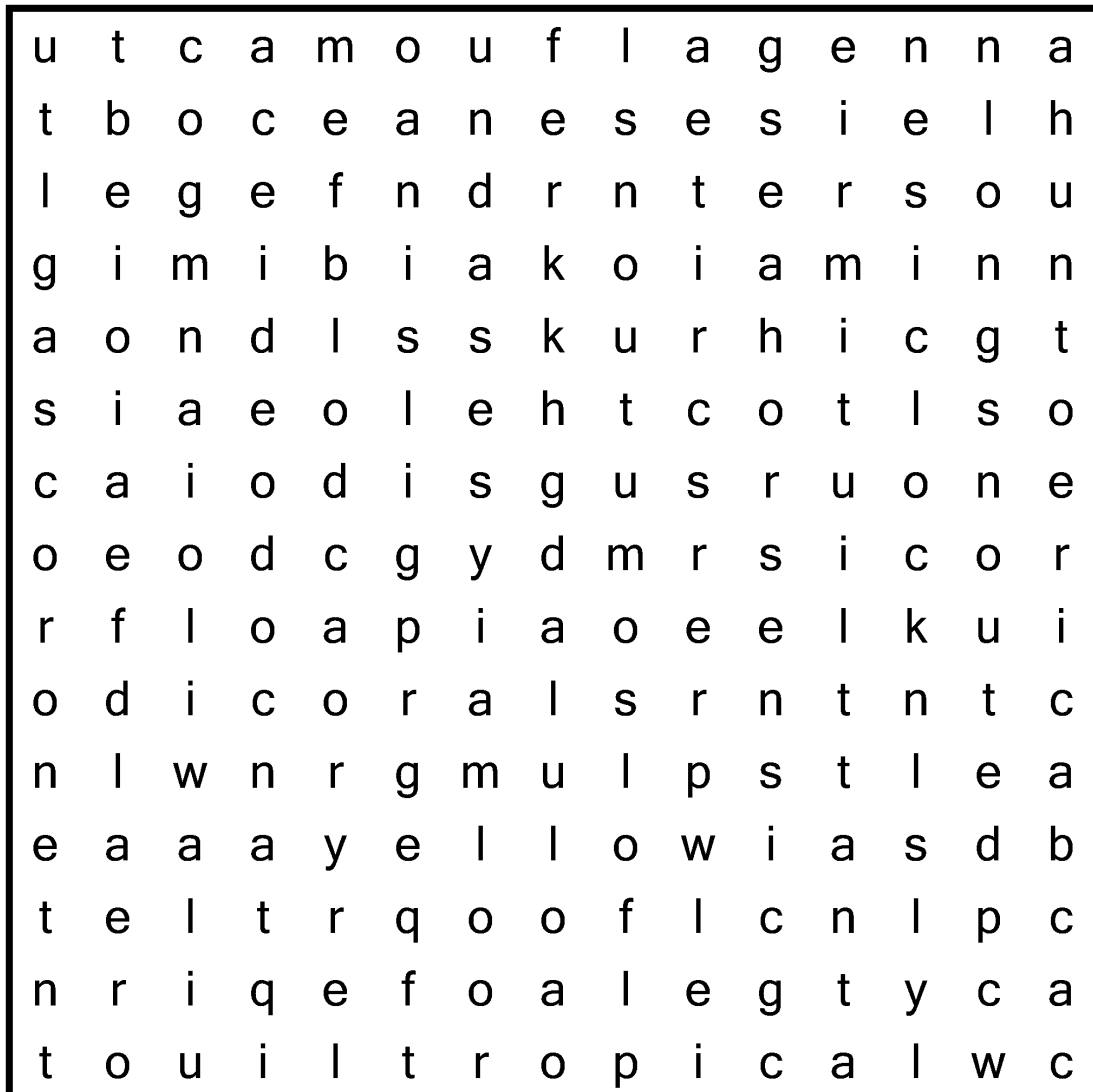 u t c a m o u f l a g e n n a
t b o c e a n e s e s i e l h
l e g e f n d r n t e r s o u
g i m i b i a k o i a m i n n
a o n d l s s k u r h i c g t
s i a e o l e h t c o t l s o
c a i o d i s g u s r u o n e
o e o d c g y d m r s i c o r
r f l o a p i a o e e l k u i
o d i c o r a l s r n t n t c
n l w n r g m u l p s t l e a
e a a a y e l l o w i a s d b
t e l t r q o o f l c n l p c
n r i q e f o a l e g t y c a
t o u i l t r o p i c a l w c